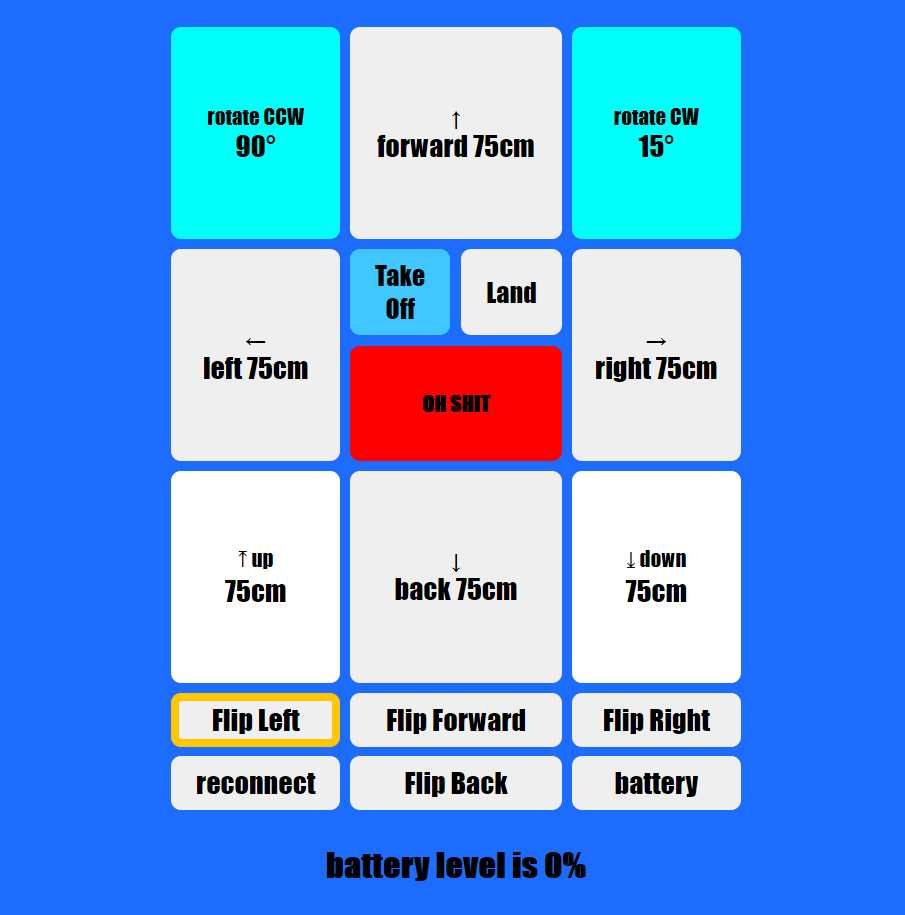 rotate CCW
90°
↑
forward 75cm
rotate CW
15°
←
left 75cm
Take
Off
Land
OH SHIT
→
right 75cm
⤒ up
75cm
↓
back 75cm
⤓ down
75cm
Flip Left
Flip Forward
Flip Right
reconnect
Flip Back
battery
battery level is 0%